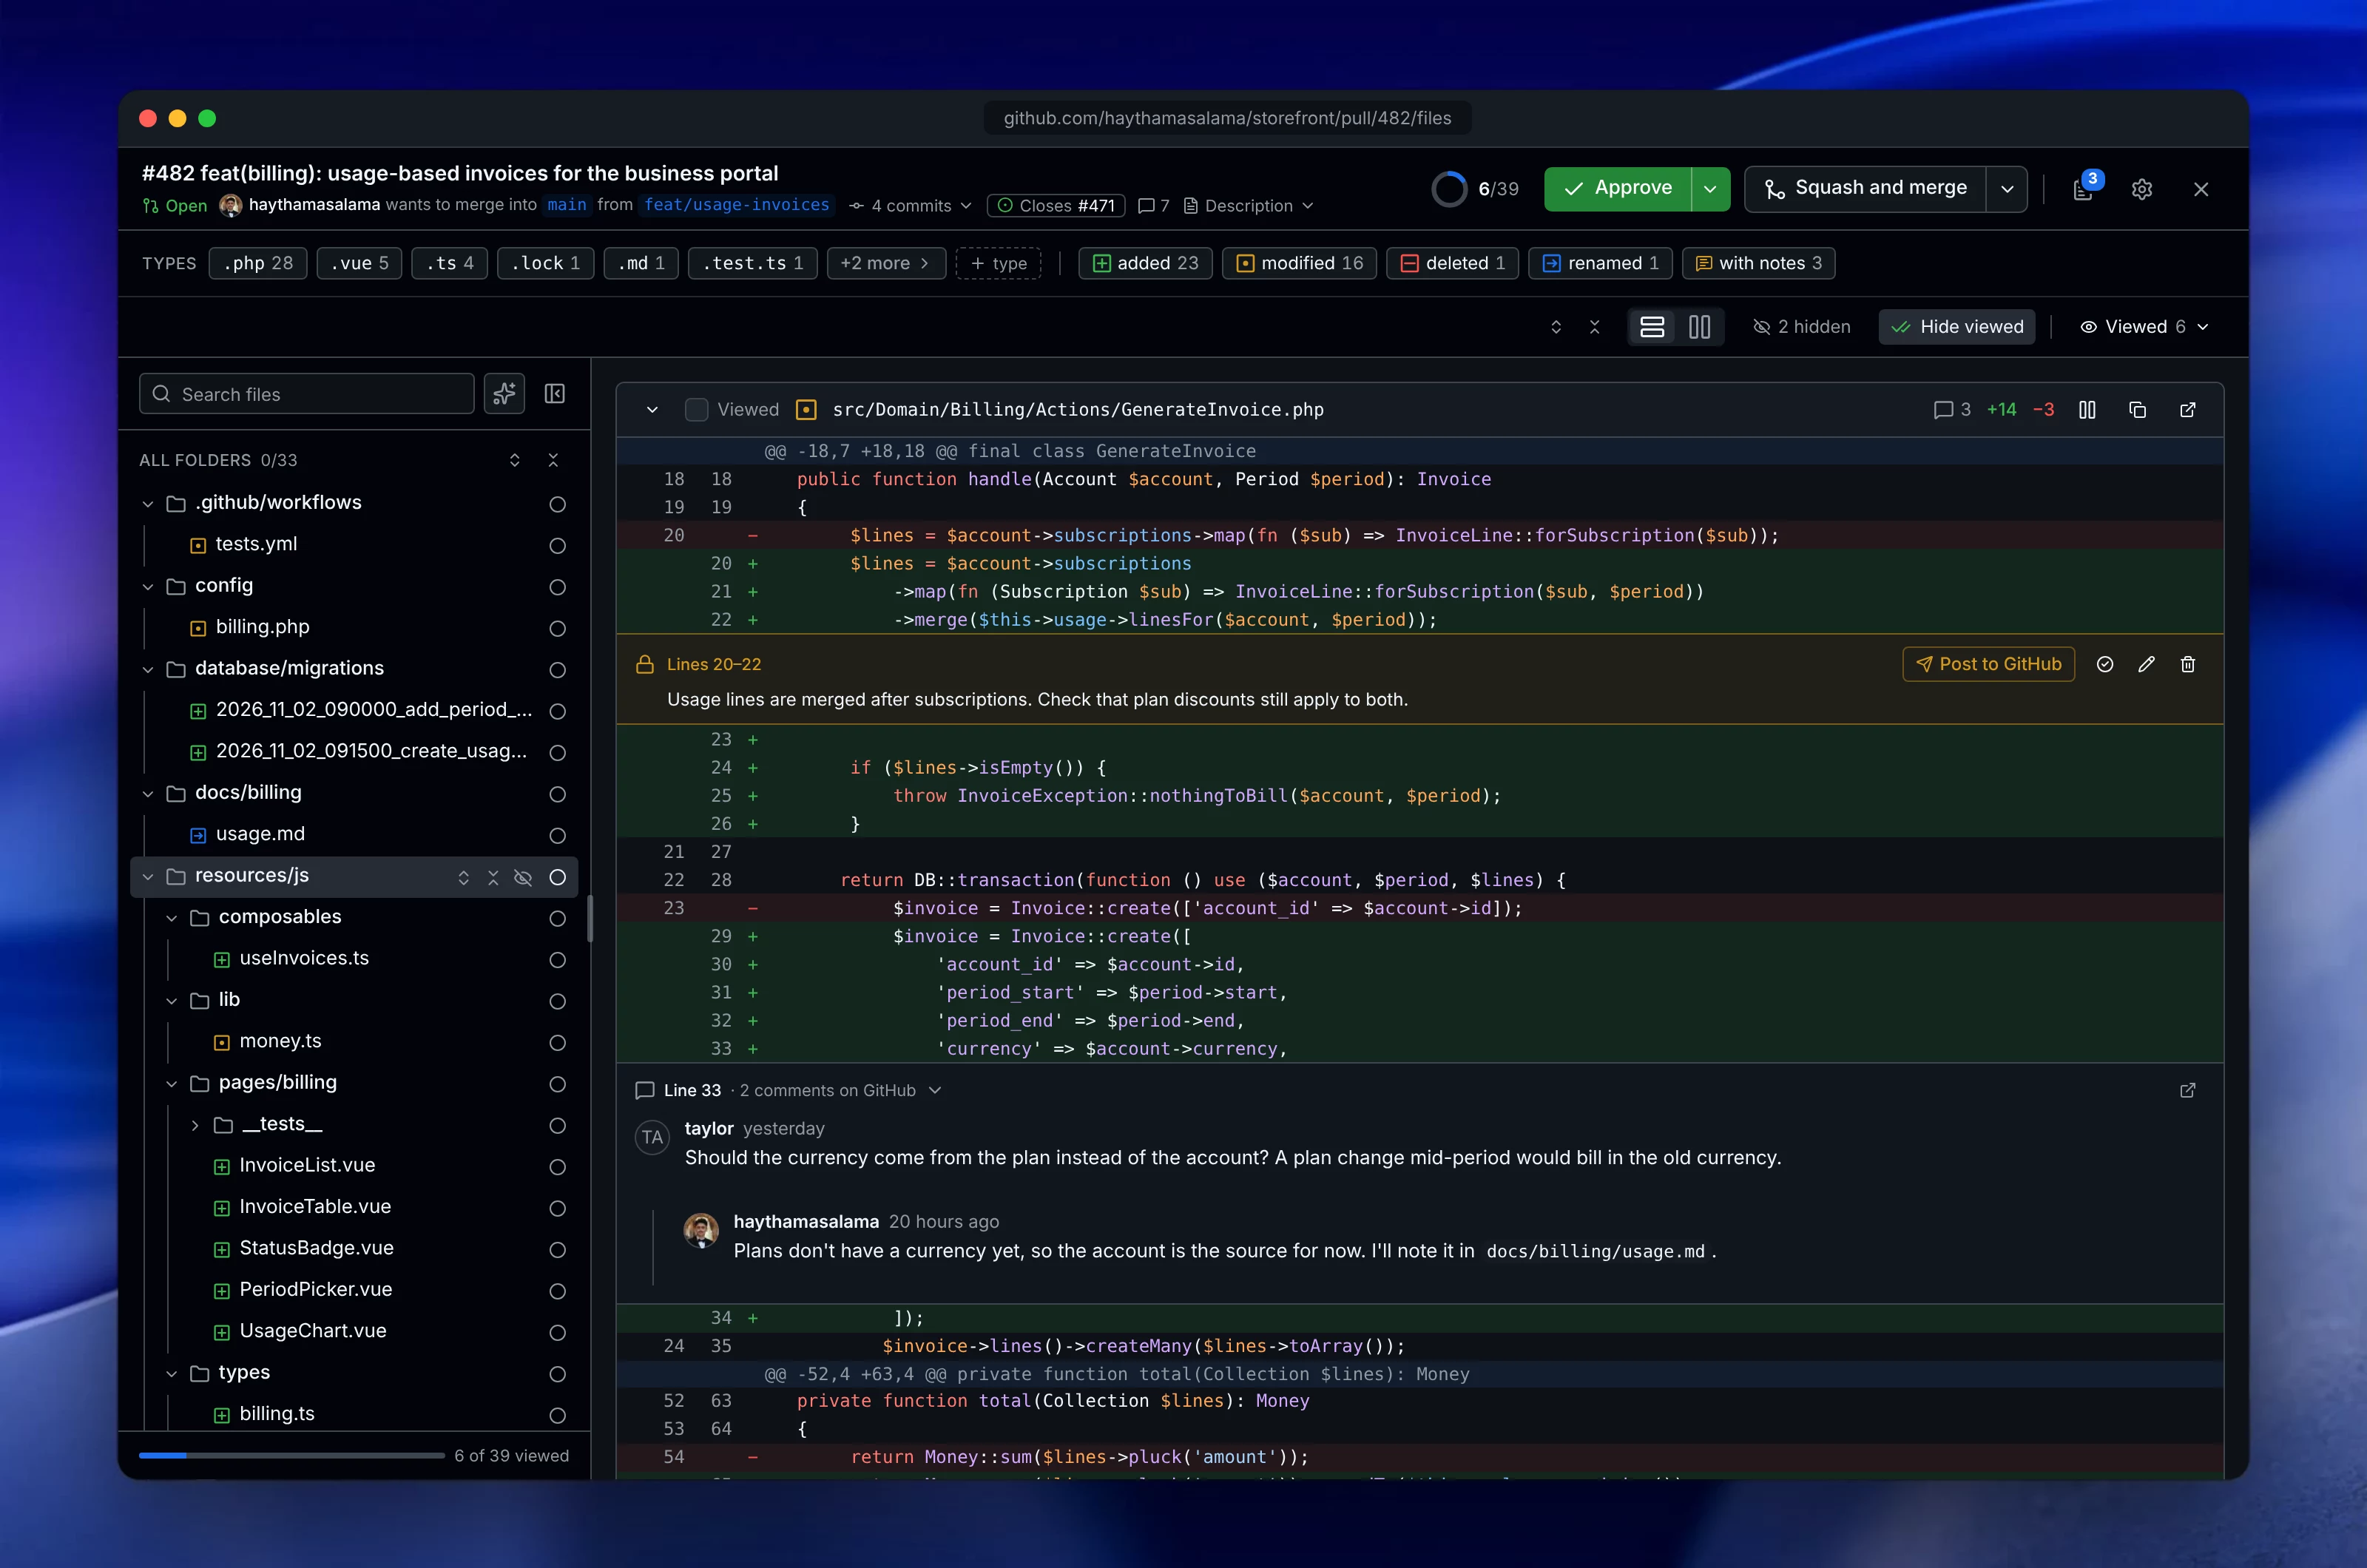 github.com/haythamasalama/storefront/pull/482/files
#482 feat(billing): usage-based invoices for the business portal
Open haythamasalama wants to merge into main from feat/usage-invoices 4 commits Closes #471 7 Description
6/39 Approve Squash and merge 3
TYPES .php 28 .vue 5 .ts 4 .lock 1 .md 1 .test.ts 1 +2 more + type added 23 modified 16 deleted 1 renamed 1 with notes 3
2 hidden Hide viewed Viewed 6
Search files
ALL FOLDERS 0/33
.github/workflows
tests.yml
config
billing.php
database/migrations
2026_11_02_090000_add_period_...
2026_11_02_091500_create_usag...
docs/billing
usage.md
resources/js
composables
useInvoices.ts
lib
money.ts
pages/billing
__tests__
InvoiceList.vue
InvoiceTable.vue
StatusBadge.vue
PeriodPicker.vue
UsageChart.vue
types
billing.ts
6 of 39 viewed
Viewed src/Domain/Billing/Actions/GenerateInvoice.php 3 +14 −3
@@ -18,7 +18,18 @@ final class GenerateInvoice
18 18 public function handle(Account $account, Period $period): Invoice
19 19 {
20 − $lines = $account->subscriptions->map(fn ($sub) => InvoiceLine::forSubscription($sub));
20 + $lines = $account->subscriptions
21 + ->map(fn (Subscription $sub) => InvoiceLine::forSubscription($sub, $period))
22 + ->merge($this->usage->linesFor($account, $period));
Lines 20–22 Post to GitHub
Usage lines are merged after subscriptions. Check that plan discounts still apply to both.
23 +
24 + if ($lines->isEmpty()) {
25 + throw InvoiceException::nothingToBill($account, $period);
26 + }
21 27
22 28 return DB::transaction(function () use ($account, $period, $lines) {
23 − $invoice = Invoice::create(['account_id' => $account->id]);
29 + $invoice = Invoice::create([
30 + 'account_id' => $account->id,
31 + 'period_start' => $period->start,
32 + 'period_end' => $period->end,
33 + 'currency' => $account->currency,
Line 33 · 2 comments on GitHub
TA taylor yesterday
Should the currency come from the plan instead of the account? A plan change mid-period would bill in the old currency.
haythamasalama 20 hours ago
Plans don't have a currency yet, so the account is the source for now. I'll note it in docs/billing/usage.md.
34 + ]);
24 35 $invoice->lines()->createMany($lines->toArray());
@@ -52,4 +63,4 @@ private function total(Collection $lines): Money
52 63 private function total(Collection $lines): Money
53 64 {
54 − return Money::sum($lines->pluck('amount'));